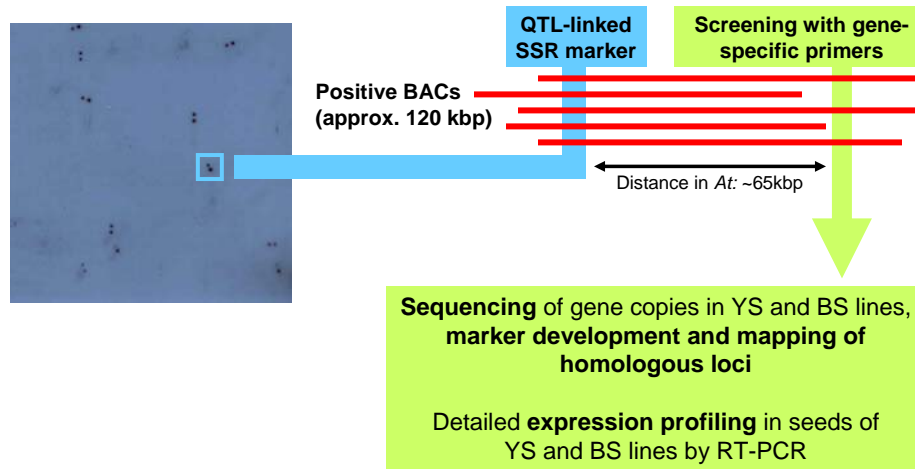 QTL-linked
SSR marker
Screening with gene-
specific primers
Positive BACs
(approx. 120 kbp)
Distance in At: ~65kbp
Sequencing of gene copies in YS and BS lines,
marker development and mapping of
homologous loci
Detailed expression profiling in seeds of
YS and BS lines by RT-PCR